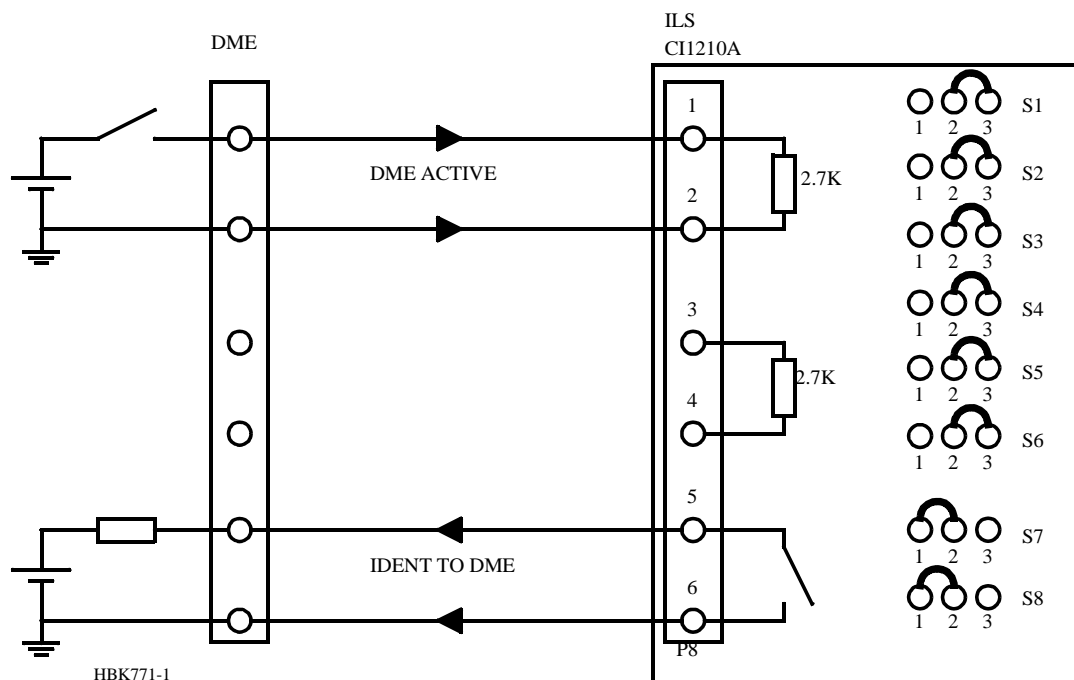 ILS
CI1210A
DME
1
S1
1 2 3
DME ACTIVE
2.7K
S2
1 2 3
2
S3
1 2 3
3
S4
1 2 3
2.7K
S5
1 2 3
4
S6
1 2 3
5
S7
1 2 3
IDENT TO DME
6
S8
1 2 3
P8
HBK771-1